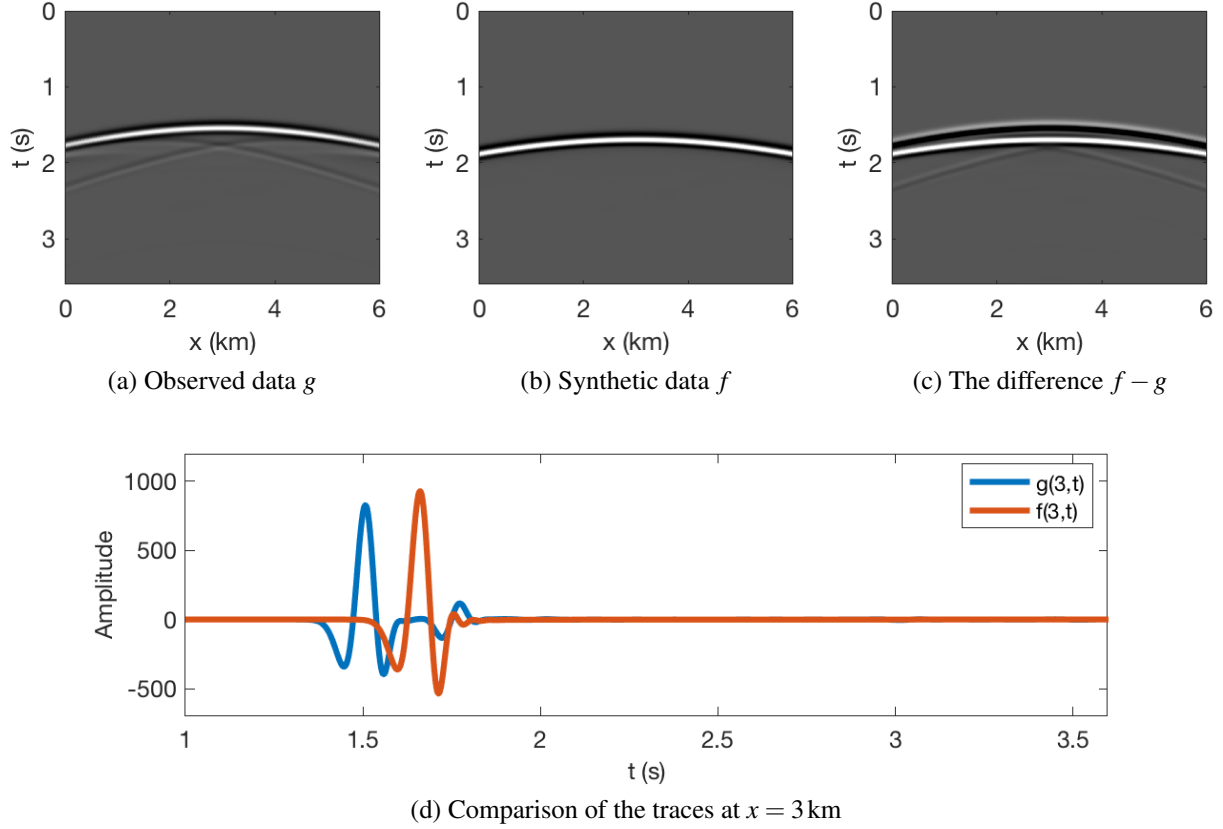 0
1
2
3
t (s)
0 2 4 6
x (km)
(a) Observed data g
0
1
2
3
t (s)
0 2 4 6
x (km)
(b) Synthetic data f
0
1
2
3
t (s)
0 2 4 6
x (km)
(c) The difference f − g
1000
500
0
-500
Amplitude
g(3,t)
f(3,t)
1 1.5 2 2.5 3 3.5
t (s)
(d) Comparison of the traces at x = 3 km